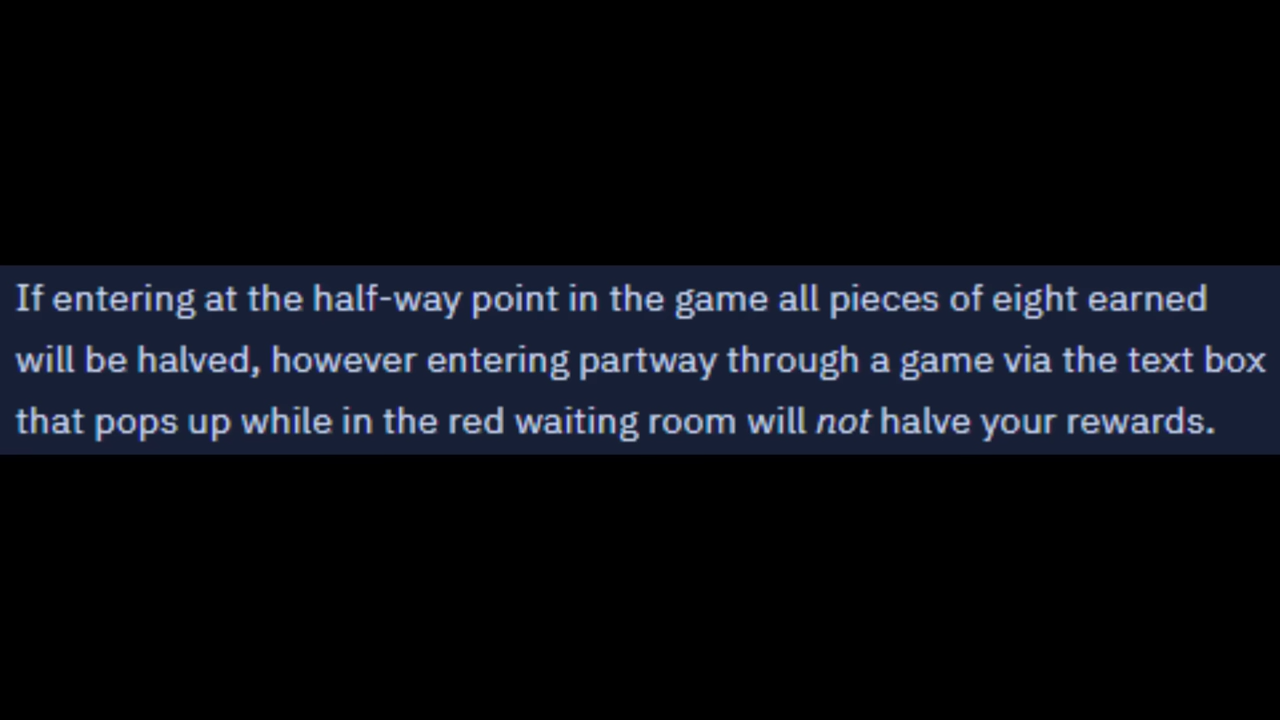 If entering at the half-way point in the game all pieces of eight earned
will be halved, however entering partway through a game via the text box
that pops up while in the red waiting room will not halve your rewards.